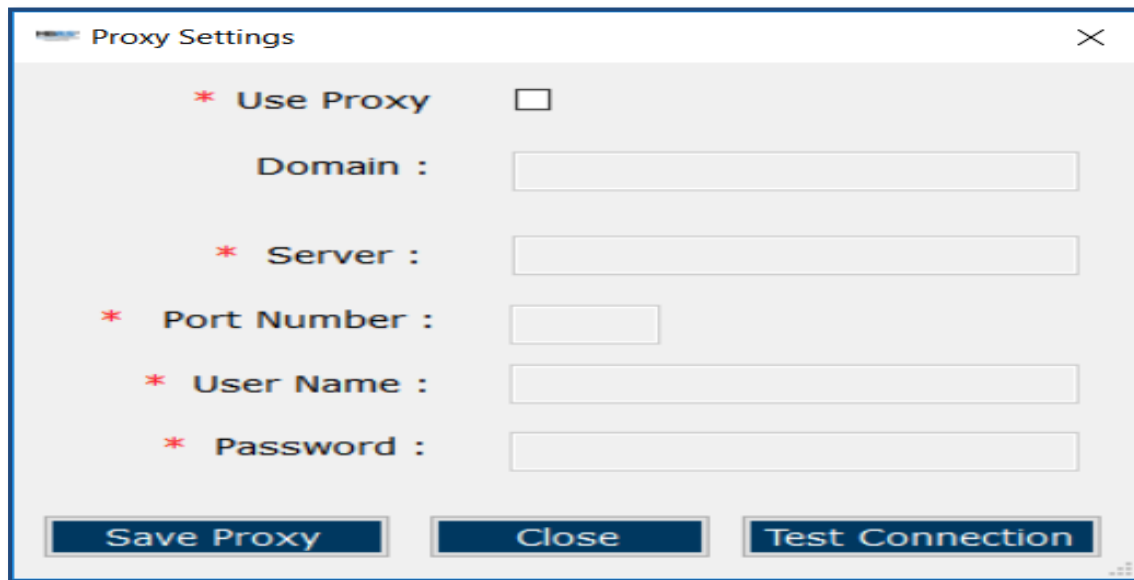 Proxy Settings
* Use Proxy
Domain :
* Server :
* Port Number :
* User Name :
* Password :
Save Proxy Close Test Connection